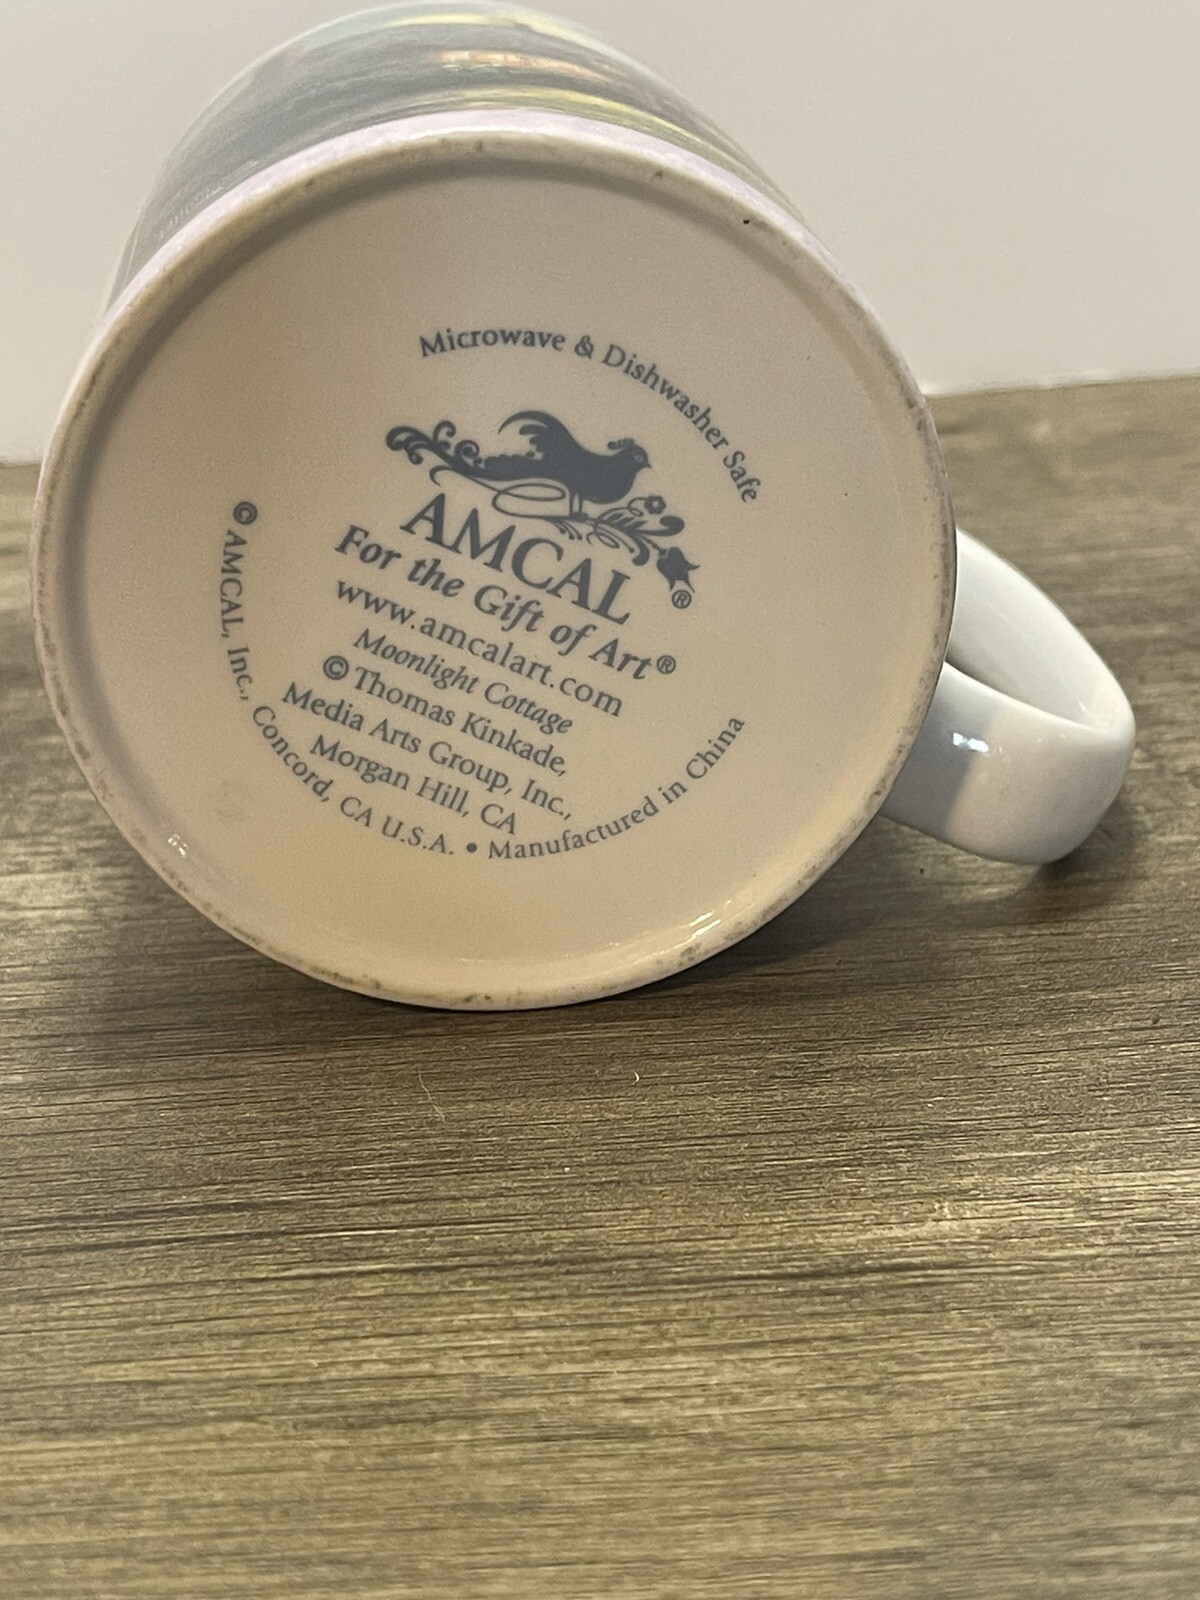 Microwave & Dishwasher Safe
AMCAL®
For the Gift of Art®
www.amcalart.com
Moonlight Cottage
© Thomas Kinkade,
Media Arts Group, Inc.,
Morgan Hill, CA
© AMCAL, Inc., Concord, CA U.S.A. • Manufactured in China